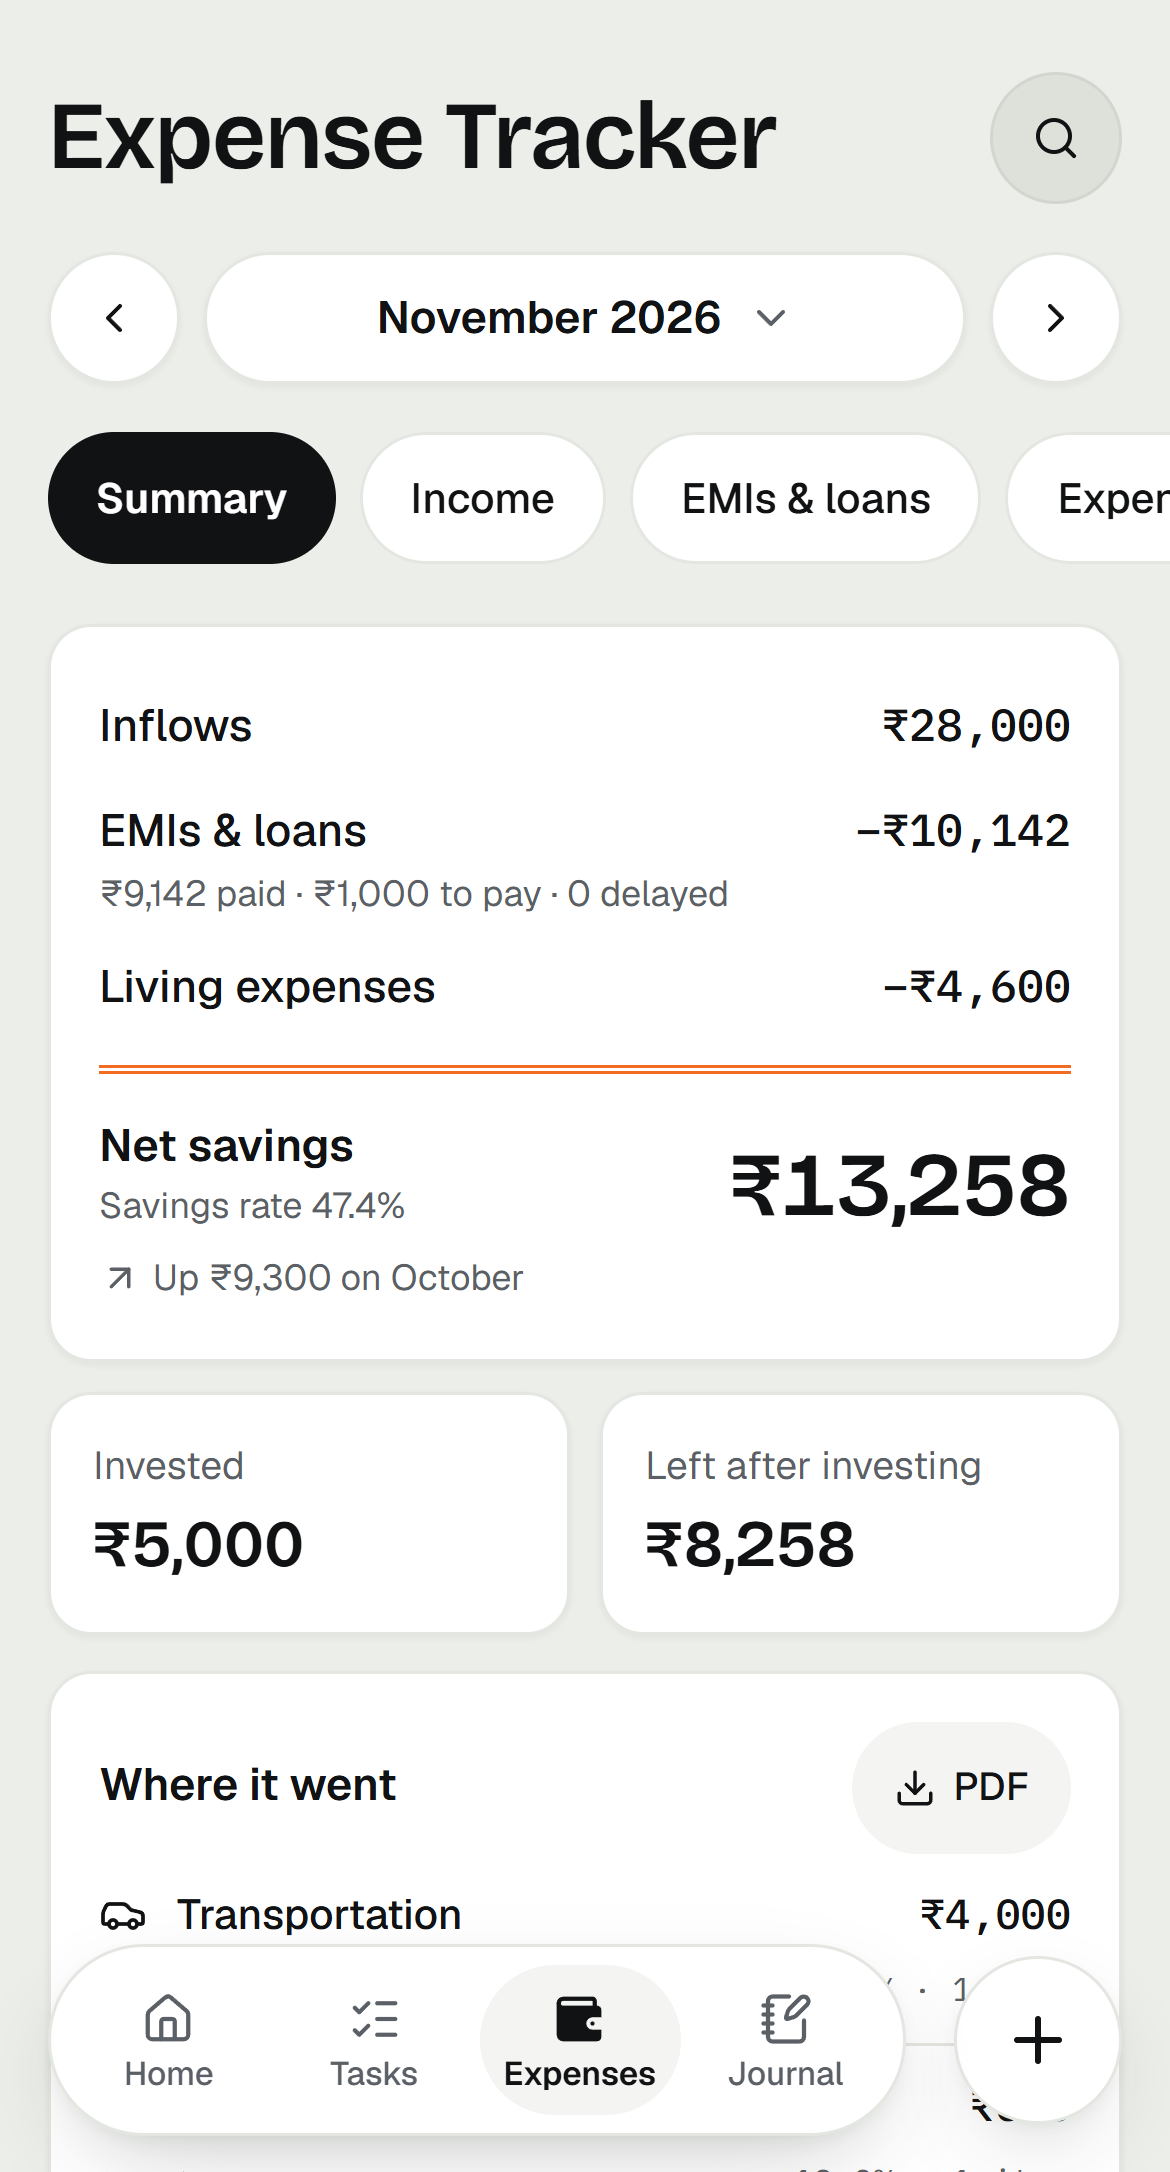 Expense Tracker
November 2026
Summary Income EMIs & loans
Inflows ₹28,000
EMIs & loans −₹10,142
₹9,142 paid · ₹1,000 to pay · 0 delayed
Living expenses −₹4,600
Net savings ₹13,258
Savings rate 47.4%
Up ₹9,300 on October
Invested Left after investing
₹5,000 ₹8,258
Where it went PDF
Transportation ₹4,000
Home Tasks Expenses Journal